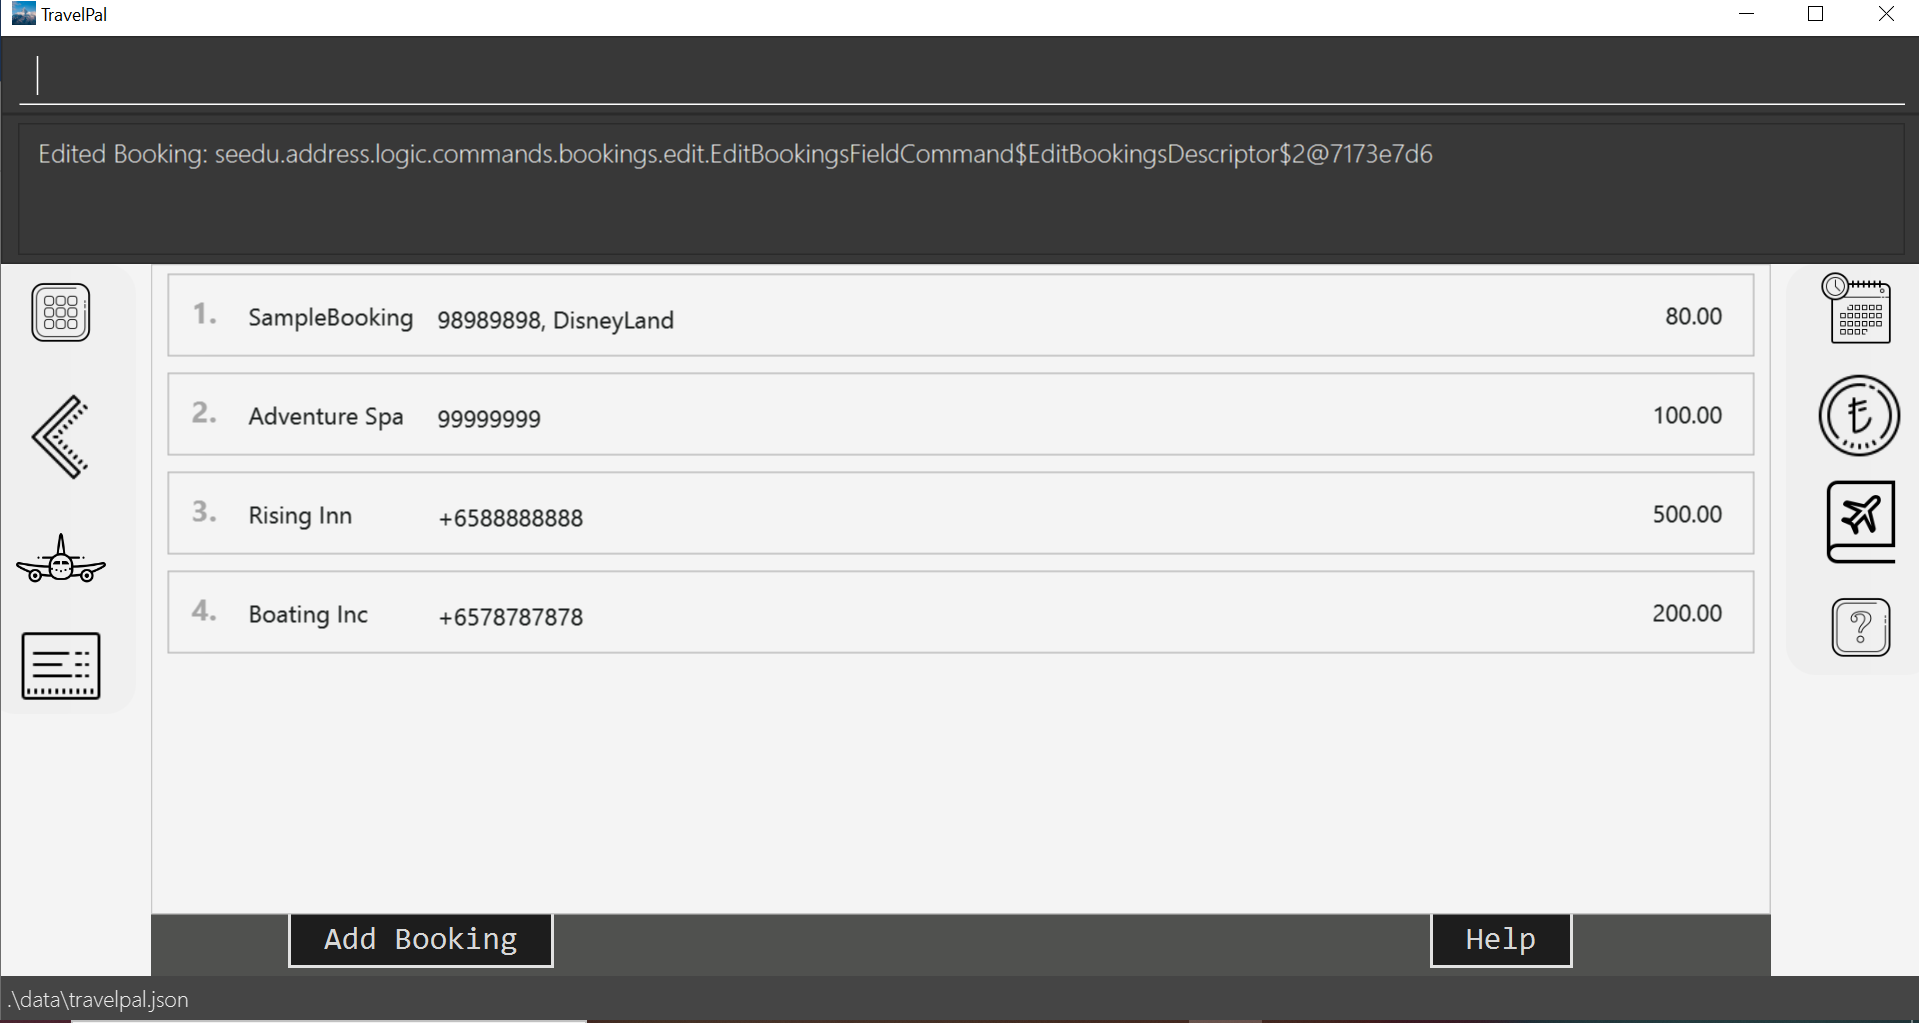 TravelPal
Edited Booking: seedu.address.logic.commands.bookings.edit.EditBookingsFieldCommand$EditBookingsDescriptor$2@7173e7d6
1. SampleBooking 98989898, DisneyLand 80.00
2. Adventure Spa 99999999 100.00
3. Rising Inn +6588888888 500.00
4. Boating Inc +6578787878 200.00
Add Booking Help
.\data\travelpal.json